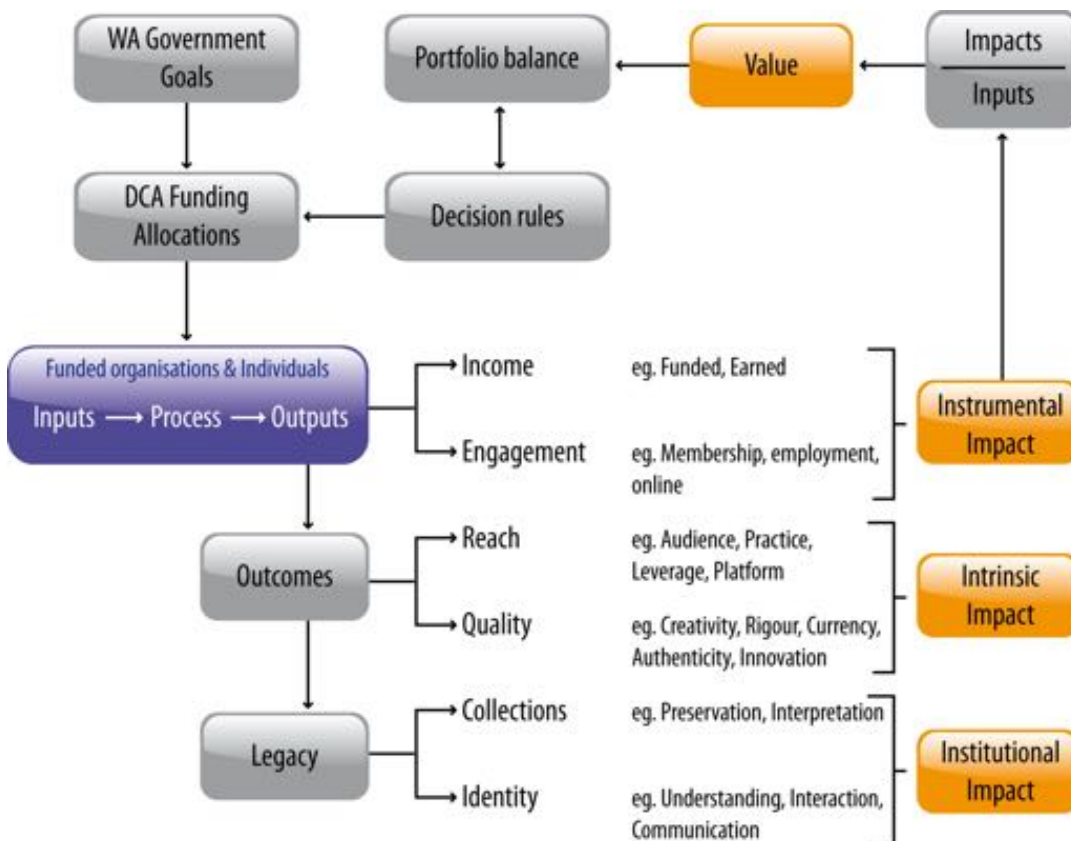 WA Government
Goals
Portfolio balance
Value
Impacts
Inputs
DCA Funding
Allocations
Decision rules
Funded organisations & Individuals
Inputs → Process → Outputs
Income
eg. Funded, Earned
Engagement
eg. Membership, employment,
online
Instrumental
Impact
Outcomes
Reach
eg. Audience, Practice,
Leverage, Platform
Quality
eg. Creativity, Rigour, Currency,
Authenticity, Innovation
Intrinsic
Impact
Legacy
Collections
eg. Preservation, Interpretation
Identity
eg. Understanding, Interaction,
Communication
Institutional
Impact